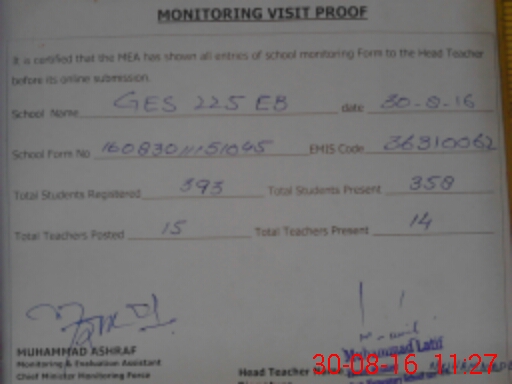 MONITORING VISIT PROOF
It is certified that the MEA has shown all entries of school monitoring Form to the Head Teacher
before its online submission.
School Name GES 225 EB date 30-8-16
School Form No 160830111151045 EMIS Code 36310062
Total Students Registered 393 Total Students Present 358
Total Teachers Posted 15 Total Teachers Present 14
MUHAMMAD ASHRAF
Monitoring & Evaluation Assistant
Chief Minister Monitoring Force
Muhammad Latif
Head Teacher
30-08-16 11:27